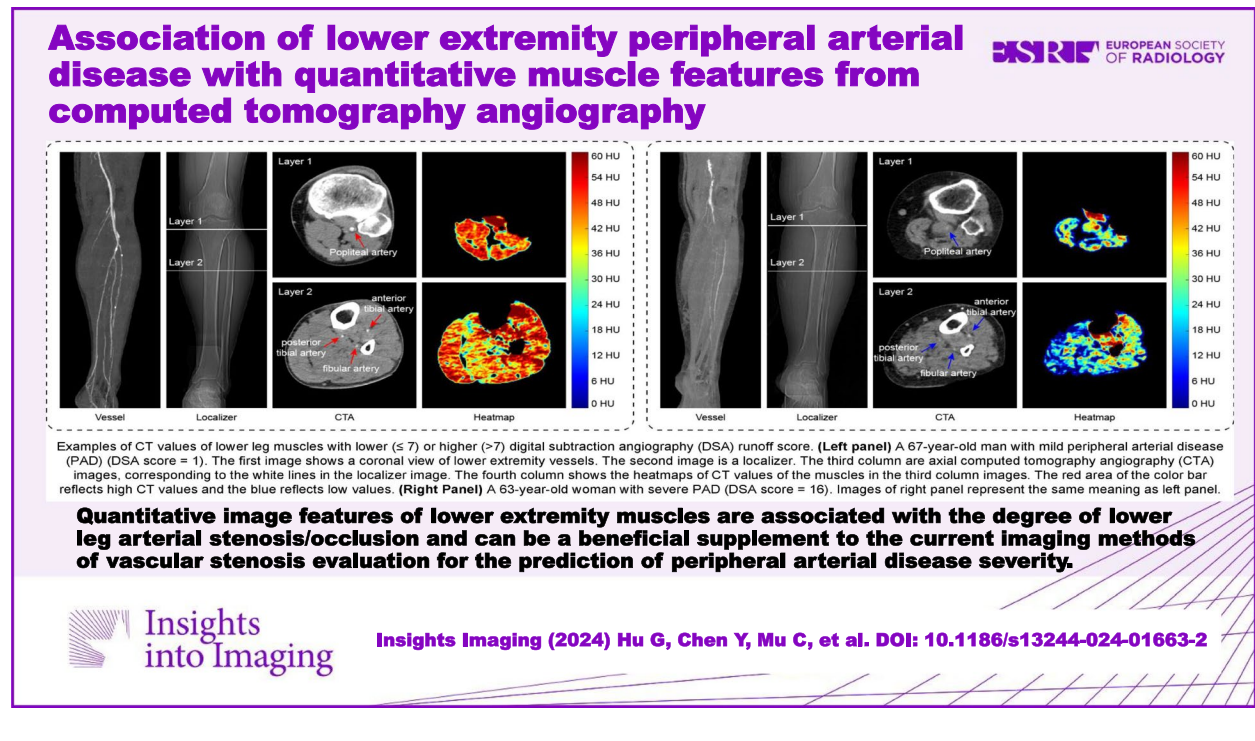 Association of lower extremity peripheral arterial
disease with quantitative muscle features from
computed tomography angiography
EUROPEAN SOCIETY
OF RADIOLOGY
Layer 1
Layer 2
Layer 1
Popliteal artery
Layer 2
anterior
tibial artery
posterior
tibial artery
fibular artery
60 HU
54 HU
48 HU
42 HU
36 HU
30 HU
24 HU
18 HU
12 HU
6 HU
0 HU
Vessel
Localizer
CTA
Heatmap
Layer 1
Layer 2
Layer 1
Popliteal artery
Layer 2
anterior
tibial artery
posterior
tibial artery
fibular artery
60 HU
54 HU
48 HU
42 HU
36 HU
30 HU
24 HU
18 HU
12 HU
6 HU
0 HU
Vessel
Localizer
CTA
Heatmap
Examples of CT values of lower leg muscles with lower (≤ 7) or higher (>7) digital subtraction angiography (DSA) runoff score. (Left panel) A 67-year-old man with mild peripheral arterial disease
(PAD) (DSA score = 1). The first image shows a coronal view of lower extremity vessels. The second image is a localizer. The third column are axial computed tomography angiography (CTA)
images, corresponding to the white lines in the localizer image. The fourth column shows the heatmaps of CT values of the muscles in the third column images. The red area of the color bar
reflects high CT values and the blue reflects low values. (Right Panel) A 63-year-old woman with severe PAD (DSA score = 16). Images of right panel represent the same meaning as left panel.
Quantitative image features of lower extremity muscles are associated with the degree of lower
leg arterial stenosis/occlusion and can be a beneficial supplement to the current imaging methods
of vascular stenosis evaluation for the prediction of peripheral arterial disease severity.
Insights
into Imaging
Insights Imaging (2024) Hu G, Chen Y, Mu C, et al. DOI: 10.1186/s13244-024-01663-2